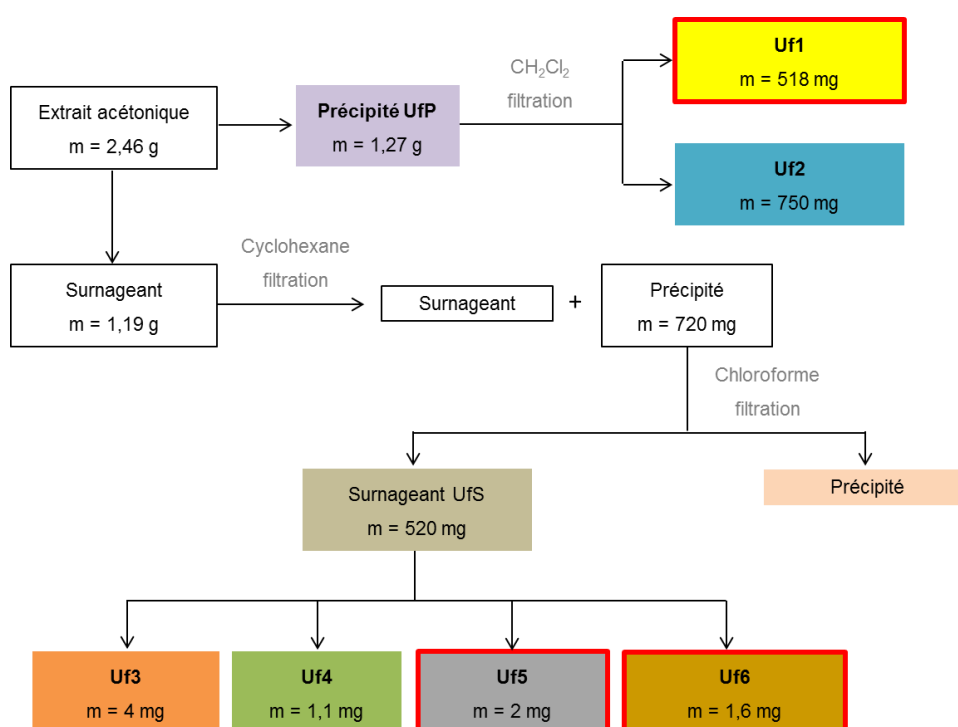 Extrait acétonique
m = 2,46 g
Précipité UfP
m = 1,27 g
CH₂Cl₂
filtration
Uf1
m = 518 mg
Uf2
m = 750 mg
Surnageant
m = 1,19 g
Cyclohexane
filtration
Surnageant
+
Précipité
m = 720 mg
Chloroforme
filtration
Surnageant UfS
m = 520 mg
Précipité
Uf3
m = 4 mg
Uf4
m = 1,1 mg
Uf5
m = 2 mg
Uf6
m = 1,6 mg